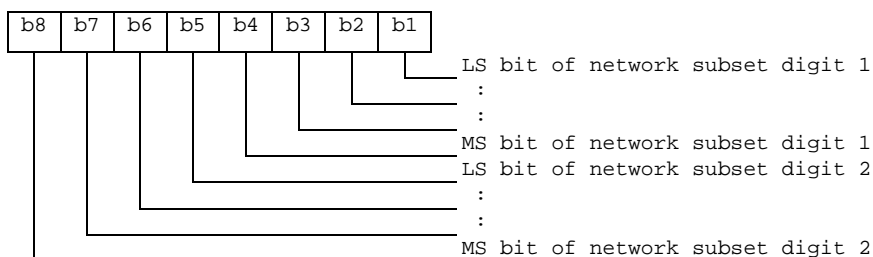 b8 b7 b6 b5 b4 b3 b2 b1
LS bit of network subset digit 1
:
:
MS bit of network subset digit 1
LS bit of network subset digit 2
:
:
MS bit of network subset digit 2